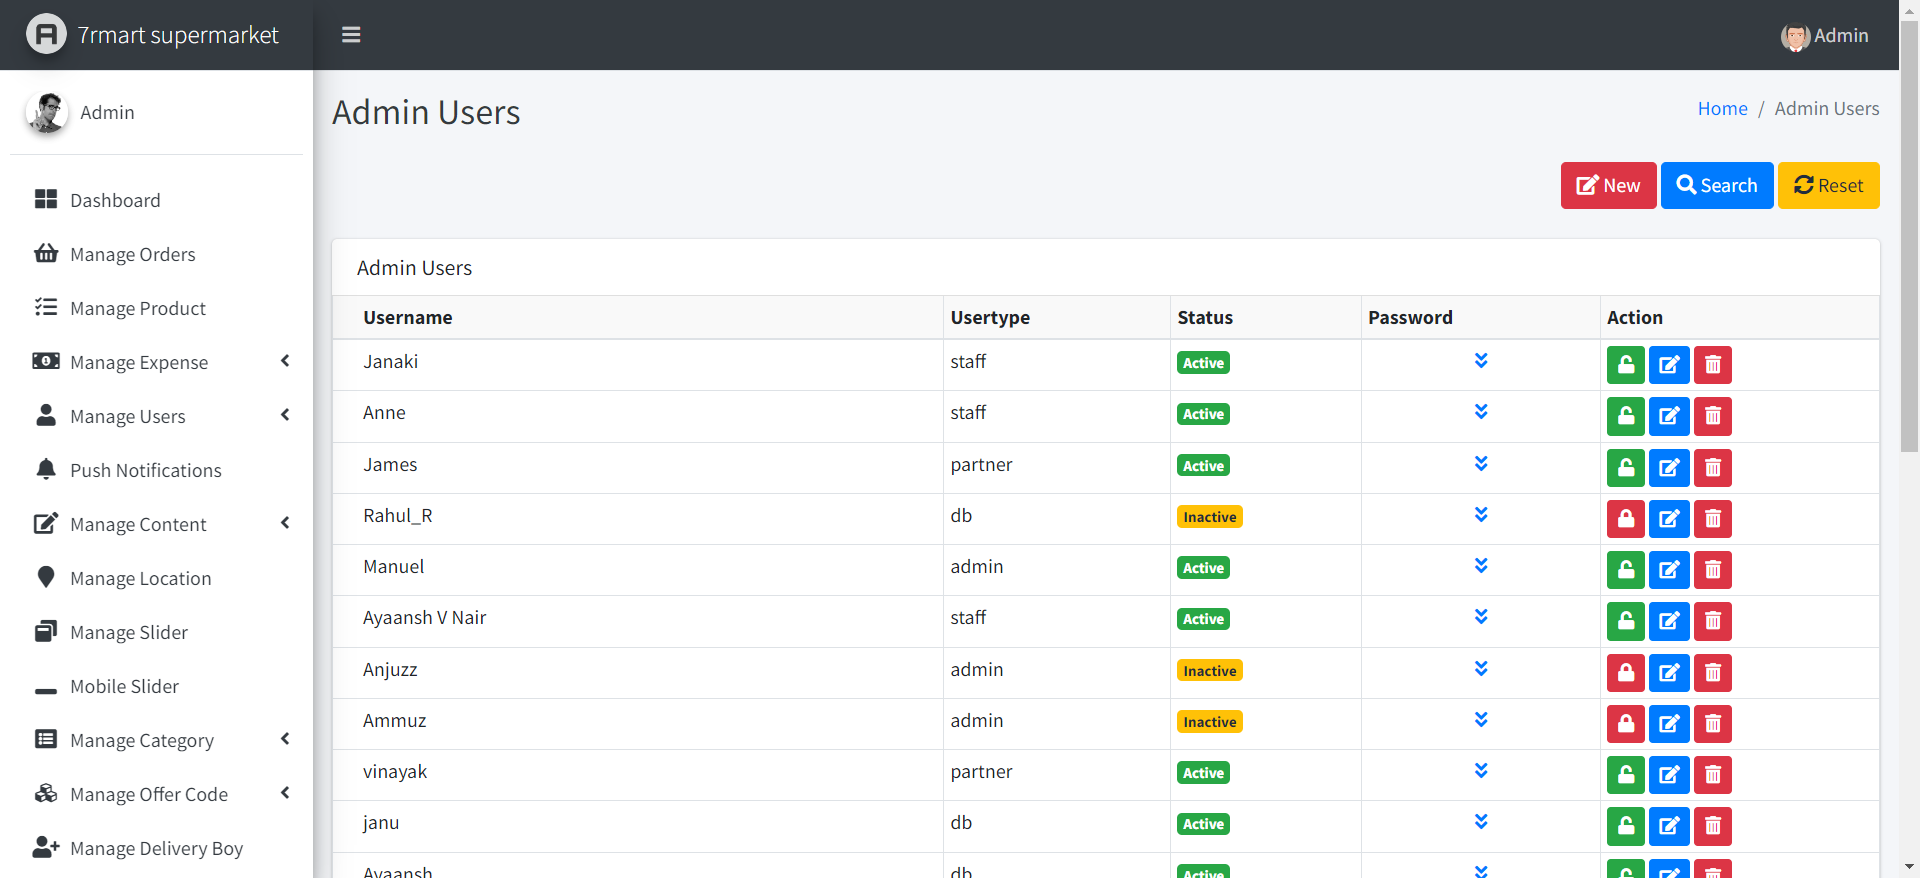 7rmart supermarket
Admin
Admin
Dashboard
Manage Orders
Manage Product
Manage Expense
Manage Users
Push Notifications
Manage Content
Manage Location
Manage Slider
Mobile Slider
Manage Category
Manage Offer Code
Manage Delivery Boy
Admin Users
Home / Admin Users
New Search Reset
Admin Users
Username Usertype Status Password Action
Janaki staff Active
Anne staff Active
James partner Active
Rahul_R db Inactive
Manuel admin Active
Ayaansh V Nair staff Active
Anjuzz admin Inactive
Ammuz admin Inactive
vinayak partner Active
janu db Active
Ayaansh db Active